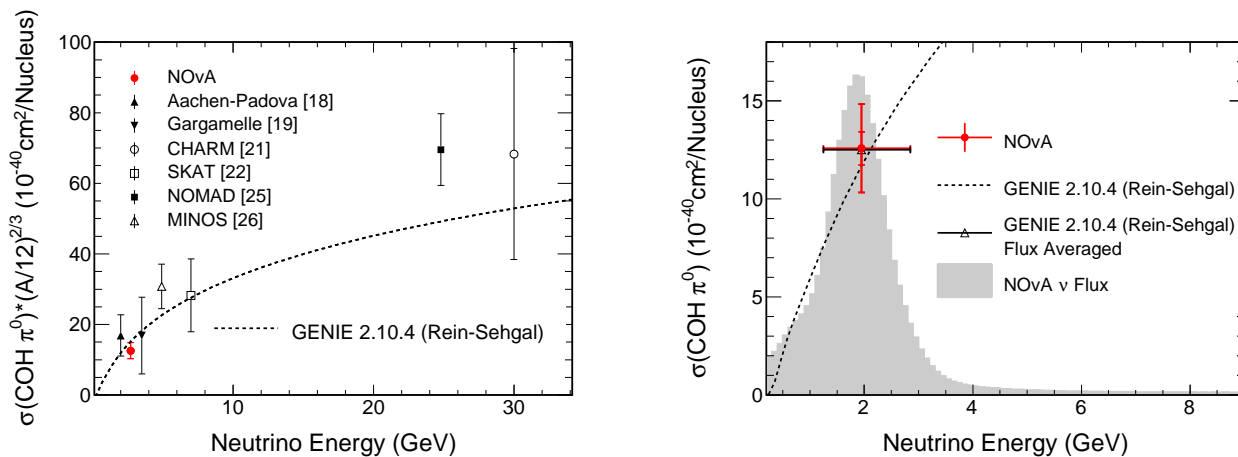 σ(COH π⁰)*(A/12)^2/3 (10⁻⁴⁰cm²/Nucleus)
100
80
60
40
20
0
NOvA
Aachen-Padova [18]
Gargamelle [19]
CHARM [21]
SKAT [22]
NOMAD [25]
MINOS [26]
GENIE 2.10.4 (Rein-Sehgal)
10
20
30
Neutrino Energy (GeV)
σ(COH π⁰) (10⁻⁴⁰cm²/Nucleus)
15
10
5
0
NOvA
GENIE 2.10.4 (Rein-Sehgal)
GENIE 2.10.4 (Rein-Sehgal)
Flux Averaged
NOvA ν Flux
2
4
6
8
Neutrino Energy (GeV)